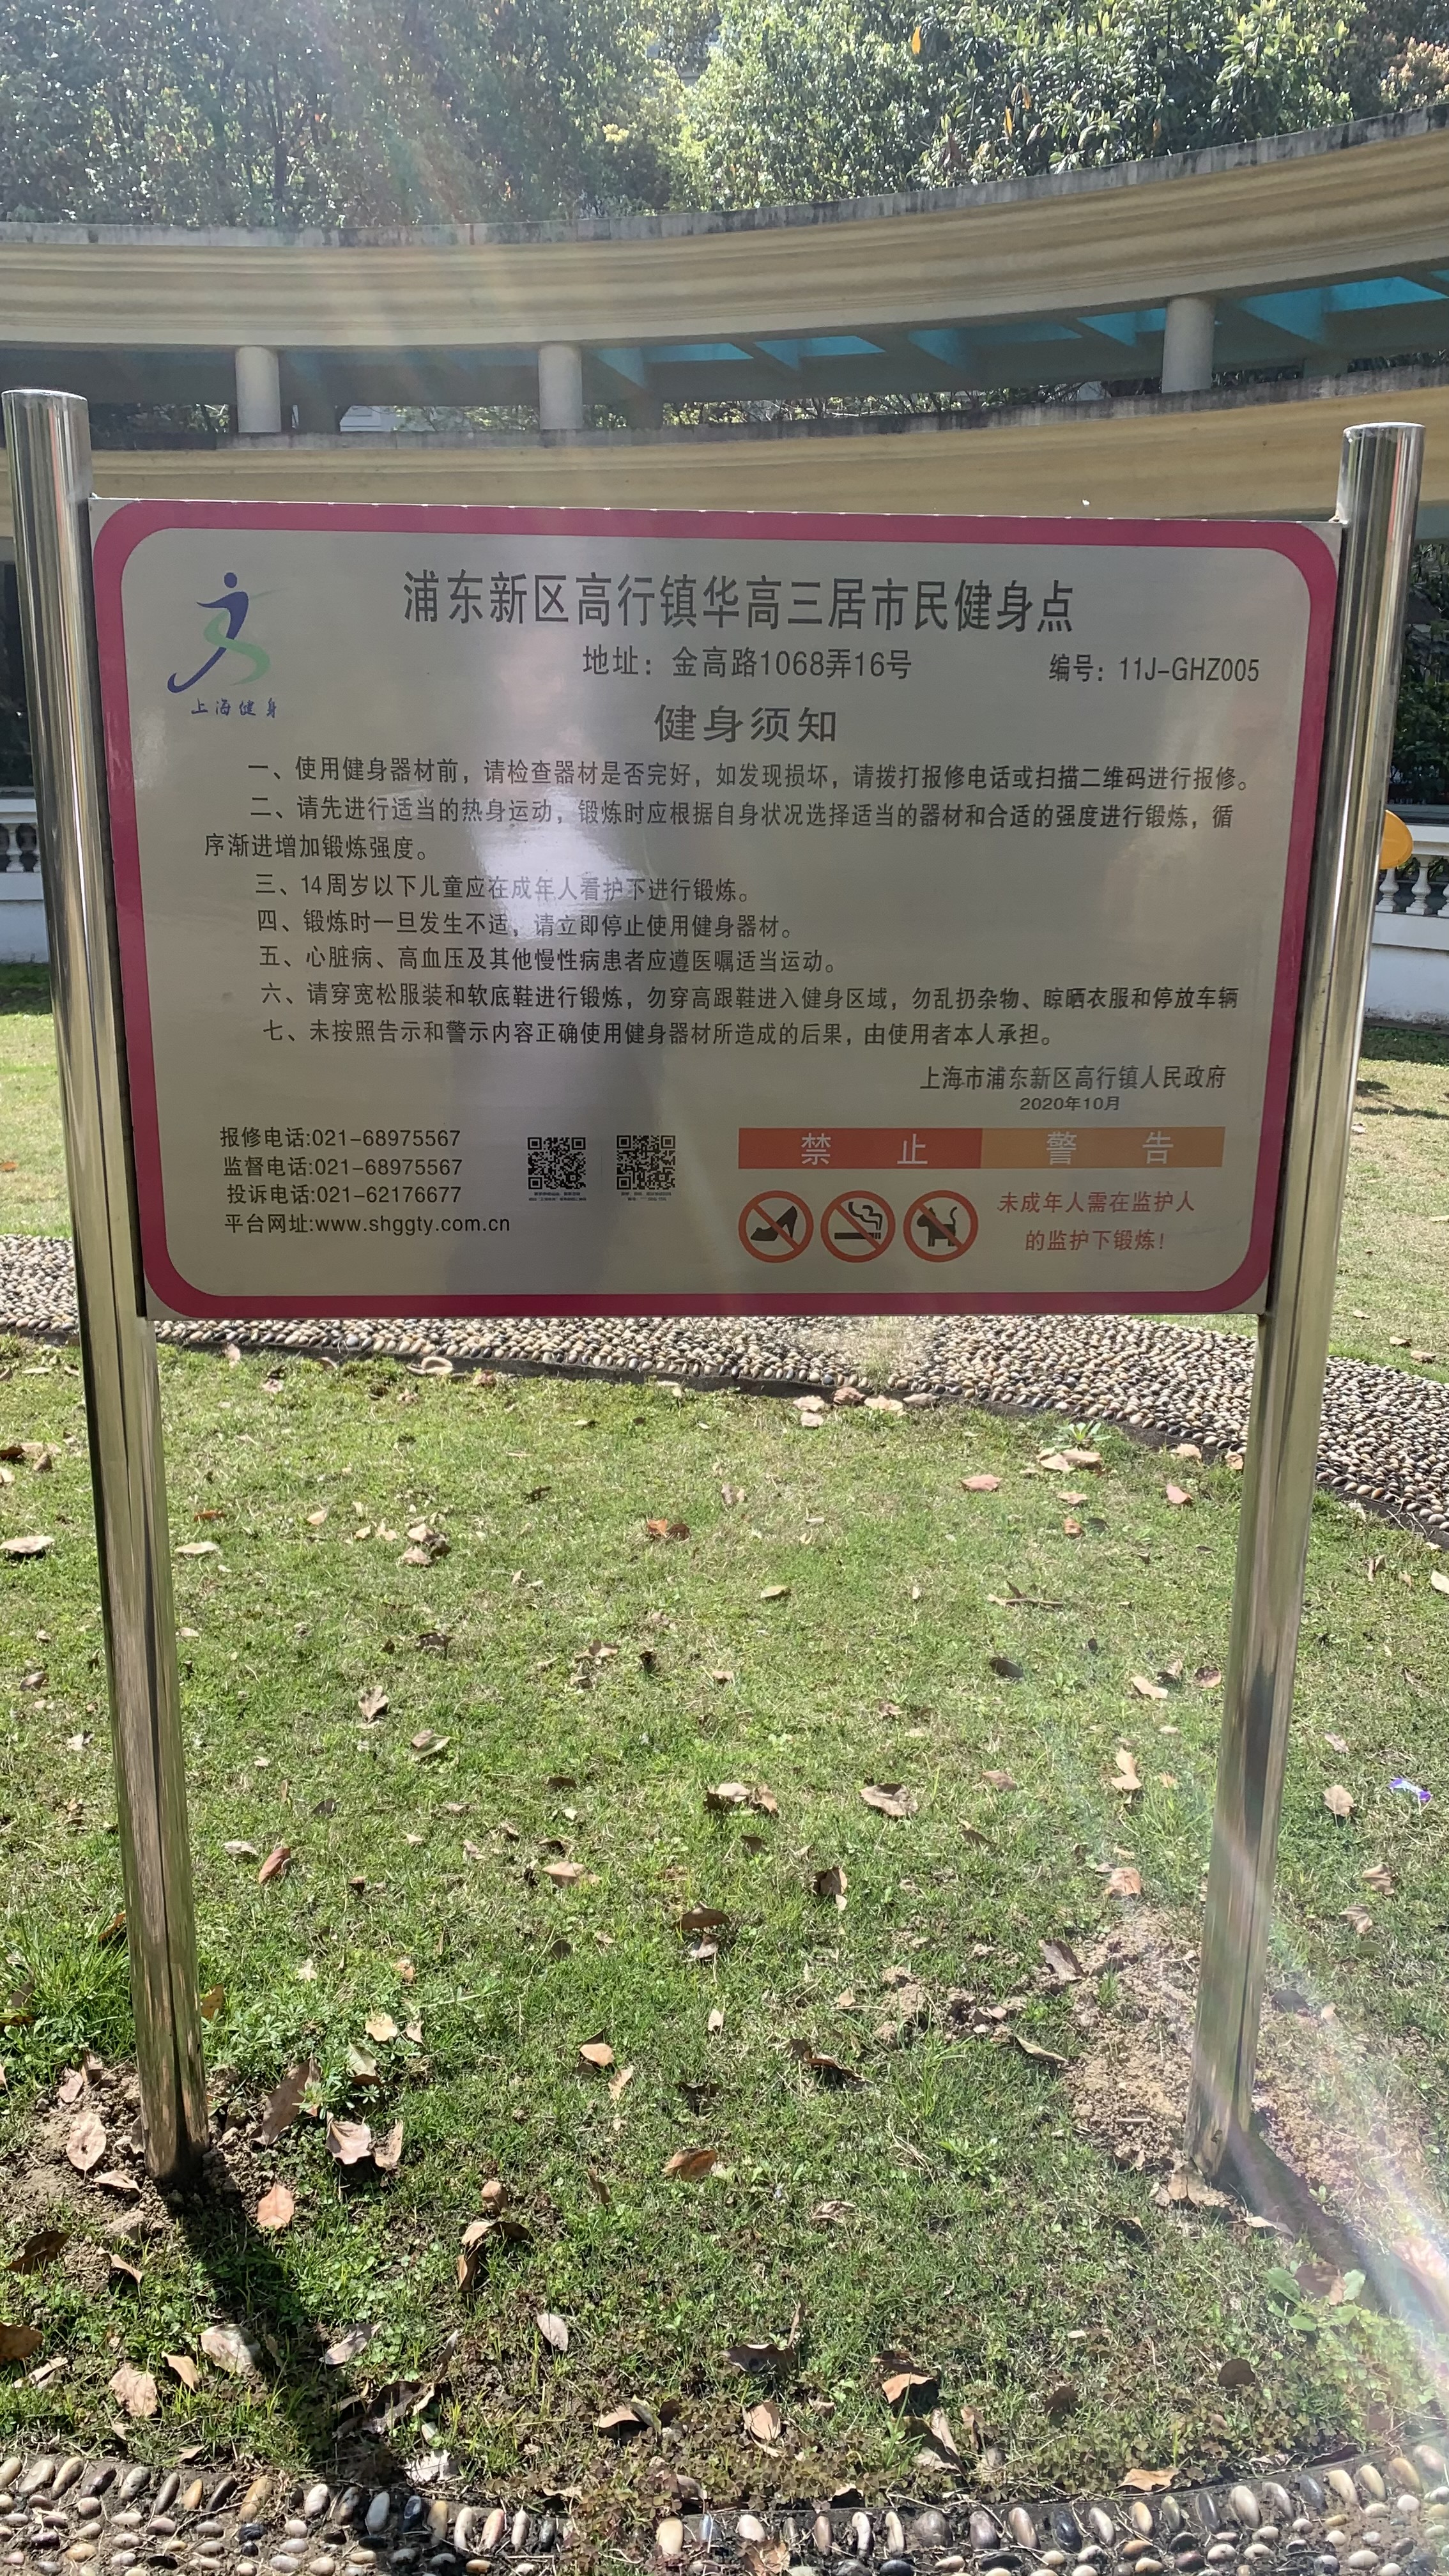 浦东新区高行镇华高三居市民健身点
地址：金高路1068弄16号
编号：11J-GHZ005
上海健身
健身须知
一、使用健身器材前，请检查器材是否完好，如发现损坏，请拨打报修电话或扫描二维码进行报修。
二、请先进行适当的热身运动，锻炼时应根据自身状况选择适当的器材和合适的强度进行锻炼，循
序渐进增加锻炼强度。
三、14周岁以下儿童应在成年人看护下进行锻炼。
四、锻炼时一旦发生不适，请立即停止使用健身器材。
五、心脏病、高血压及其他慢性病患者应遵医嘱适当运动。
六、请穿宽松服装和软底鞋进行锻炼，勿穿高跟鞋进入健身区域，勿乱扔杂物、晾晒衣服和停放车辆
七、未按照告示和警示内容正确使用健身器材所造成的后果，由使用者本人承担。
上海市浦东新区高行镇人民政府
2020年10月
报修电话:021-68975567
监督电话:021-68975567
投诉电话:021-62176677
平台网址:www.shggty.com.cn
禁 止 警 告
未成年人需在监护人
的监护下锻炼！